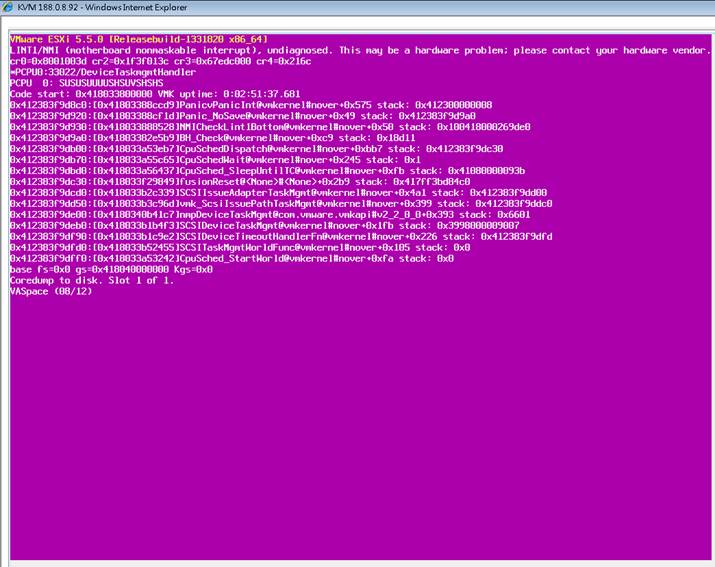 KVM 188.0.8.92 - Windows Internet Explorer
VMware ESXi 5.5.0 [Releasebuild-1331820 x86_64]
LINT1/NMI (motherboard nonmaskable interrupt), undiagnosed. This may be a hardware problem; please contact your hardware vendor.
cr0=0x8001003d cr2=0x1f3f013c cr3=0x67edc000 cr4=0x216c
*PCPU0:33022/DeviceTaskmgmtHandler
PCPU  0: SUSUSUUUUSHSUVSHSHS
Code start: 0x418033800000 VMK uptime: 0:02:51:37.681
0x412383f9d8c0:[0x41803388ccd9]PanicvPanicInt@vmkernel#nover+0x575 stack: 0x412300000008
0x412383f9d920:[0x41803388cf1d]Panic_NoSave@vmkernel#nover+0x49 stack: 0x412383f9d9a0
0x412383f9d930:[0x418033888528]NMICheckLint1Bottom@vmkernel#nover+0x50 stack: 0x100418000269de0
0x412383f9d9a0:[0x41803382e5b9]BH_Check@vmkernel#nover+0xc9 stack: 0x18d11
0x412383f9db00:[0x418033a53eb7]CpuSchedDispatch@vmkernel#nover+0xbb7 stack: 0x412383f9dc30
0x412383f9db70:[0x418033a55c65]CpuSchedWait@vmkernel#nover+0x245 stack: 0x1
0x412383f9dbd0:[0x418033a56437]CpuSched_SleepUntilTC@vmkernel#nover+0xfb stack: 0x41080000093b
0x412383f9dc30:[0x418033f29849]fusionReset@<None>#<None>+0x2b9 stack: 0x417ff3bd84c0
0x412383f9dc50:[0x418033b2c339]SCSIIssueAdapterTaskMgmt@vmkernel#nover+0x4a1 stack: 0x412383f9dd00
0x412383f9dd50:[0x418033b3c96d]vmk_ScsiIssuePathTaskMgmt@vmkernel#nover+0x399 stack: 0x412383f9ddc0
0x412383f9de00:[0x4180340b41c7]nmpDeviceTaskMgmt@com.vmware.vmkapi#v2_2_0_0+0x393 stack: 0x6601
0x412383f9deb0:[0x418033b1b4f3]SCSIDeviceTaskMgmt@vmkernel#nover+0x1fb stack: 0x3998000009007
0x412383f9df90:[0x418033b1c9e2]SCSIDeviceTimeoutHandlerFn@vmkernel#nover+0x226 stack: 0x412383f9dfd
0x412383f9dfd0:[0x418033b52455]SCSITaskMgmtWorldFunc@vmkernel#nover+0x105 stack: 0x0
0x412383f9dff0:[0x418033a53242]CpuSched_StartWorld@vmkernel#nover+0xfa stack: 0x0
base fs=0x0 gs=0x418040000000 Kgs=0x0
Coredump to disk. Slot 1 of 1.
VASpace (08/12)